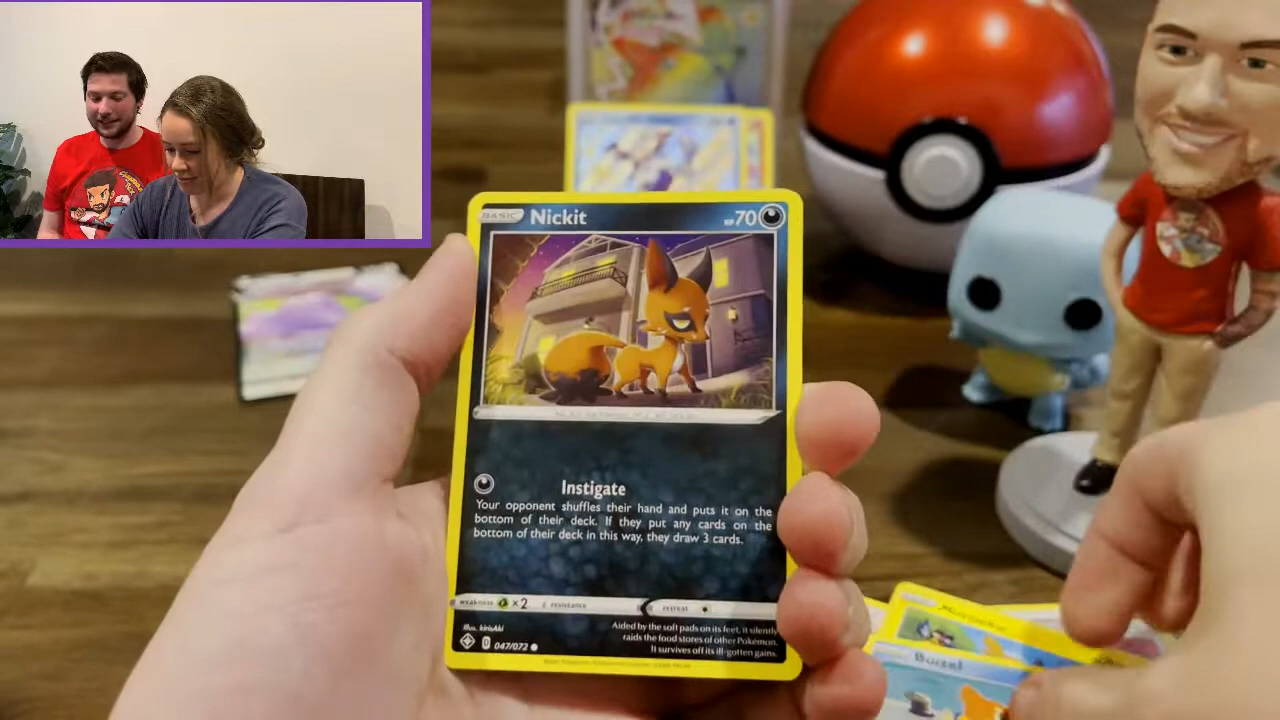 BASIC Nickit HP70
Instigate
Your opponent shuffles their hand and puts it on the
bottom of their deck. If they put any cards on the
bottom of their deck in this way, they draw 3 cards.
weakness ×2 resistance retreat
Illus. kirisAki
Aided by the soft pads on its feet, it silently
raids the food stores of other Pokémon.
It survives off its ill-gotten gains.
047/072
Buizel